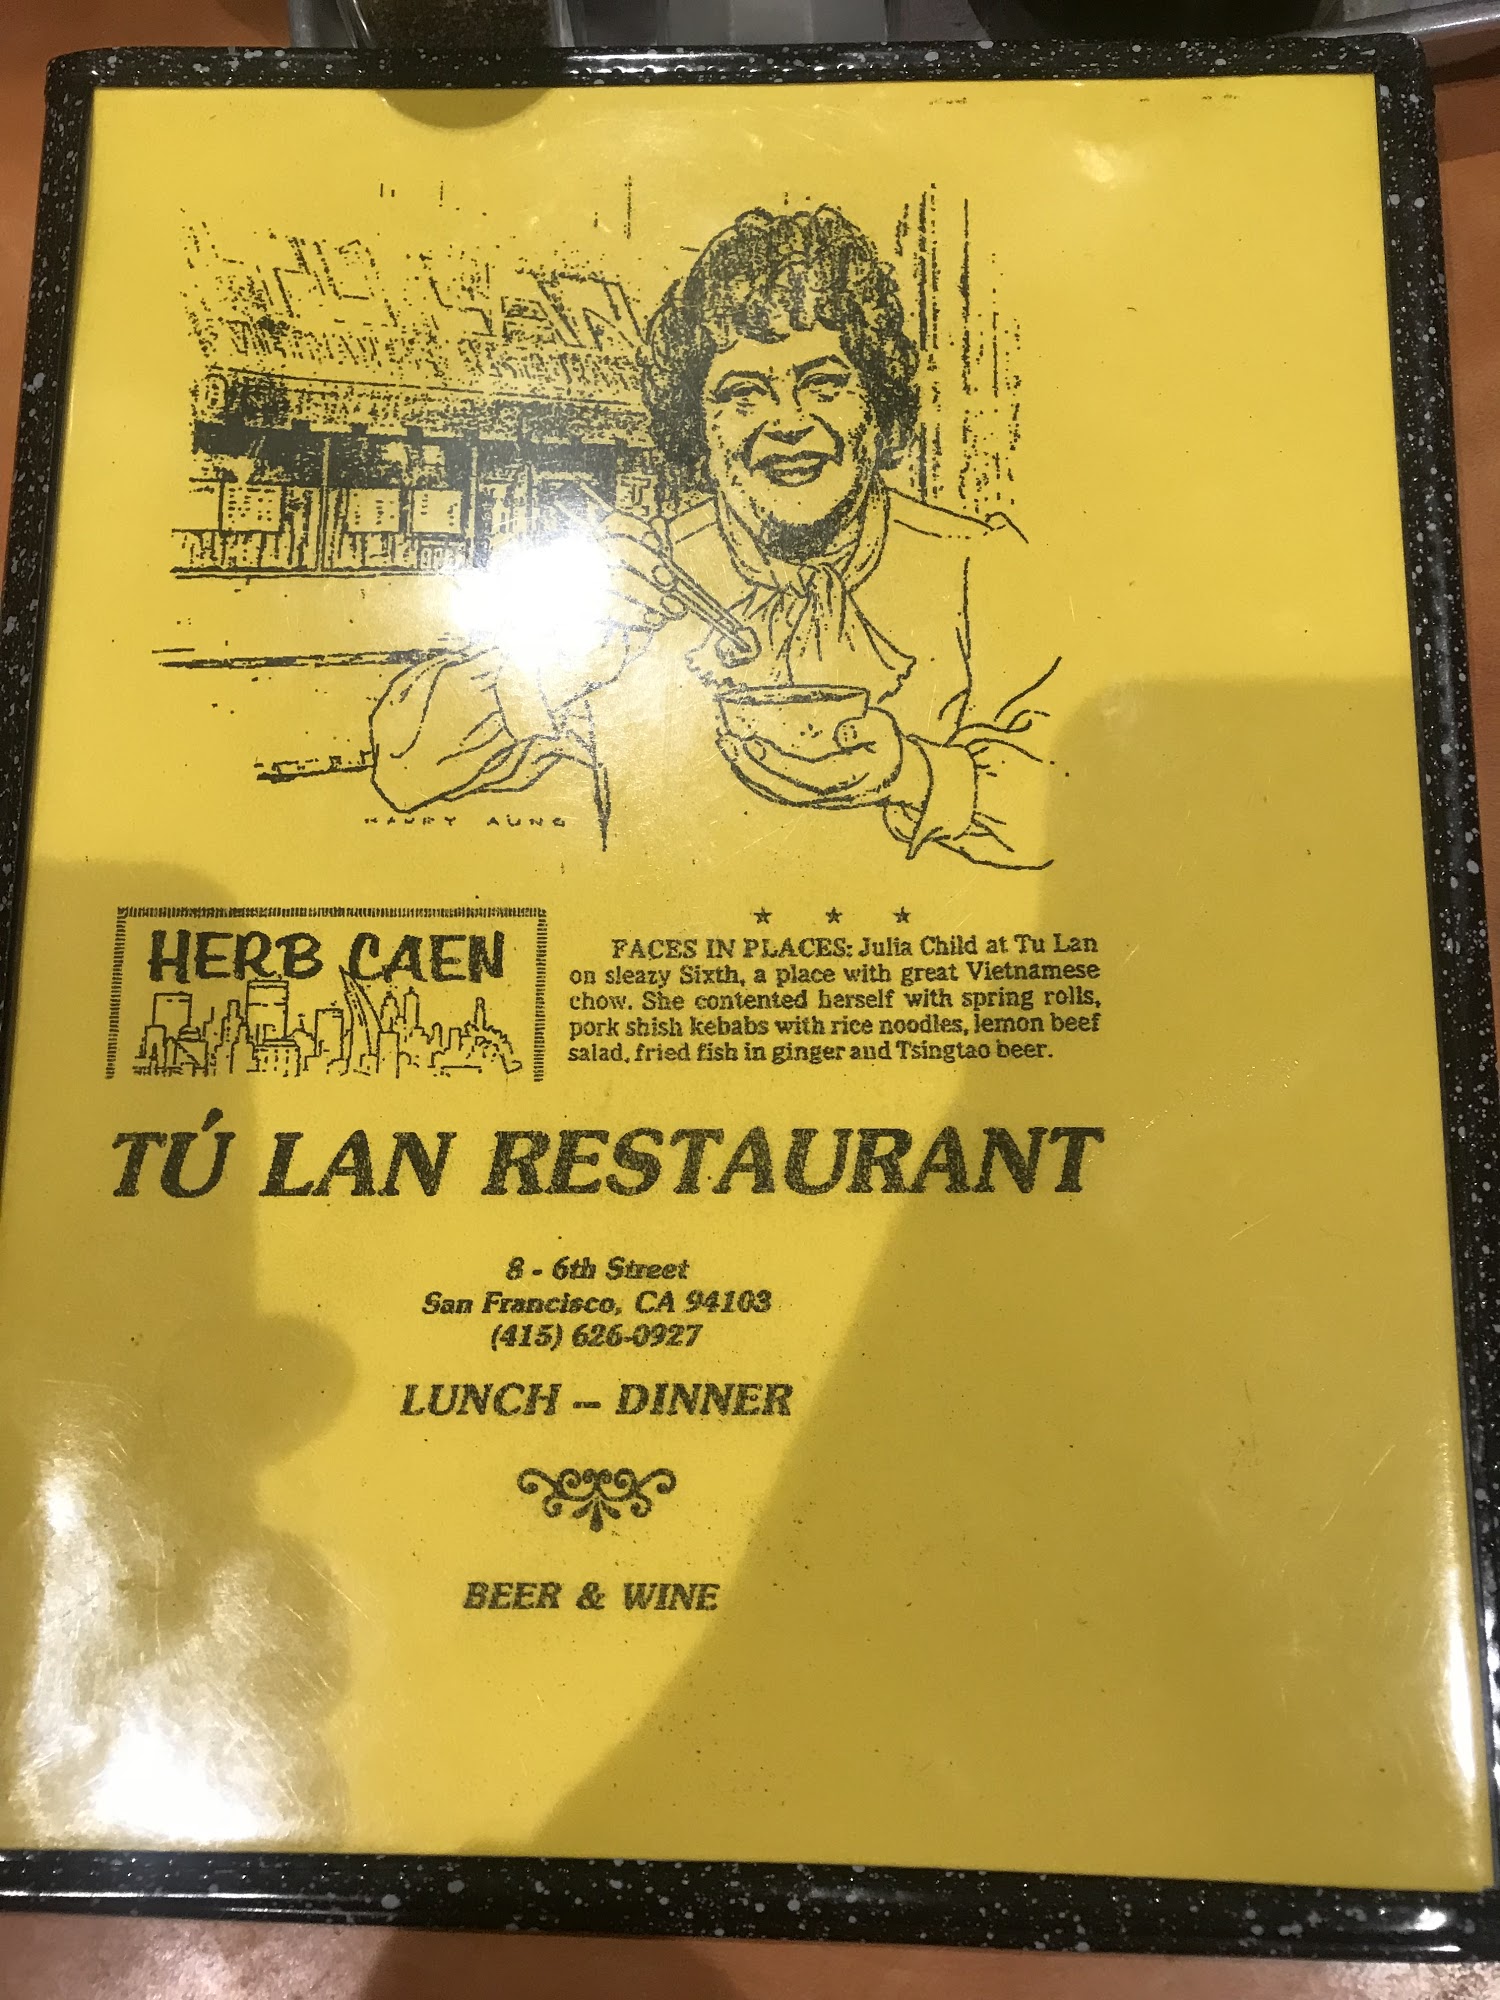 TU LAN
MAURY AUNG
HERB CAEN
FACES IN PLACES: Julia Child at Tu Lan
on sleazy Sixth, a place with great Vietnamese
chow. She contented herself with spring rolls,
pork shish kebabs with rice noodles, lemon beef
salad, fried fish in ginger and Tsingtao beer.
TÚ LAN RESTAURANT
8 - 6th Street
San Francisco, CA 94103
(415) 626-0927
LUNCH – DINNER
BEER & WINE